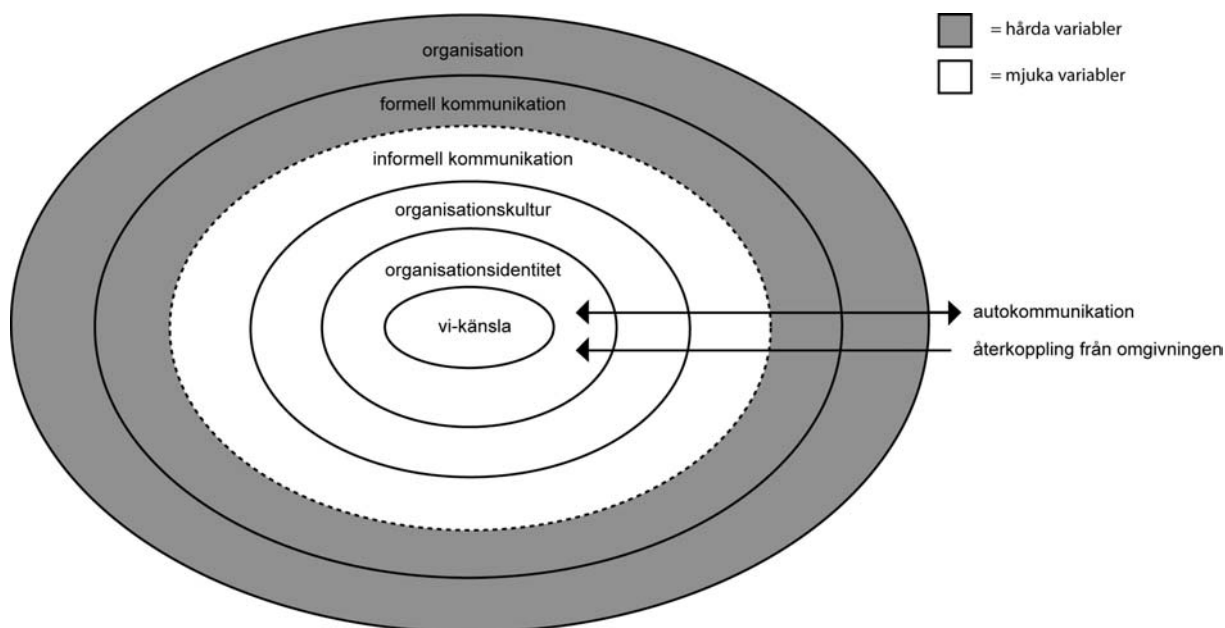 organisation
formell kommunikation
informell kommunikation
organisationskultur
organisationsidentitet
vi-känsla
= hårda variabler
= mjuka variabler
autokommunikation
återkoppling från omgivningen